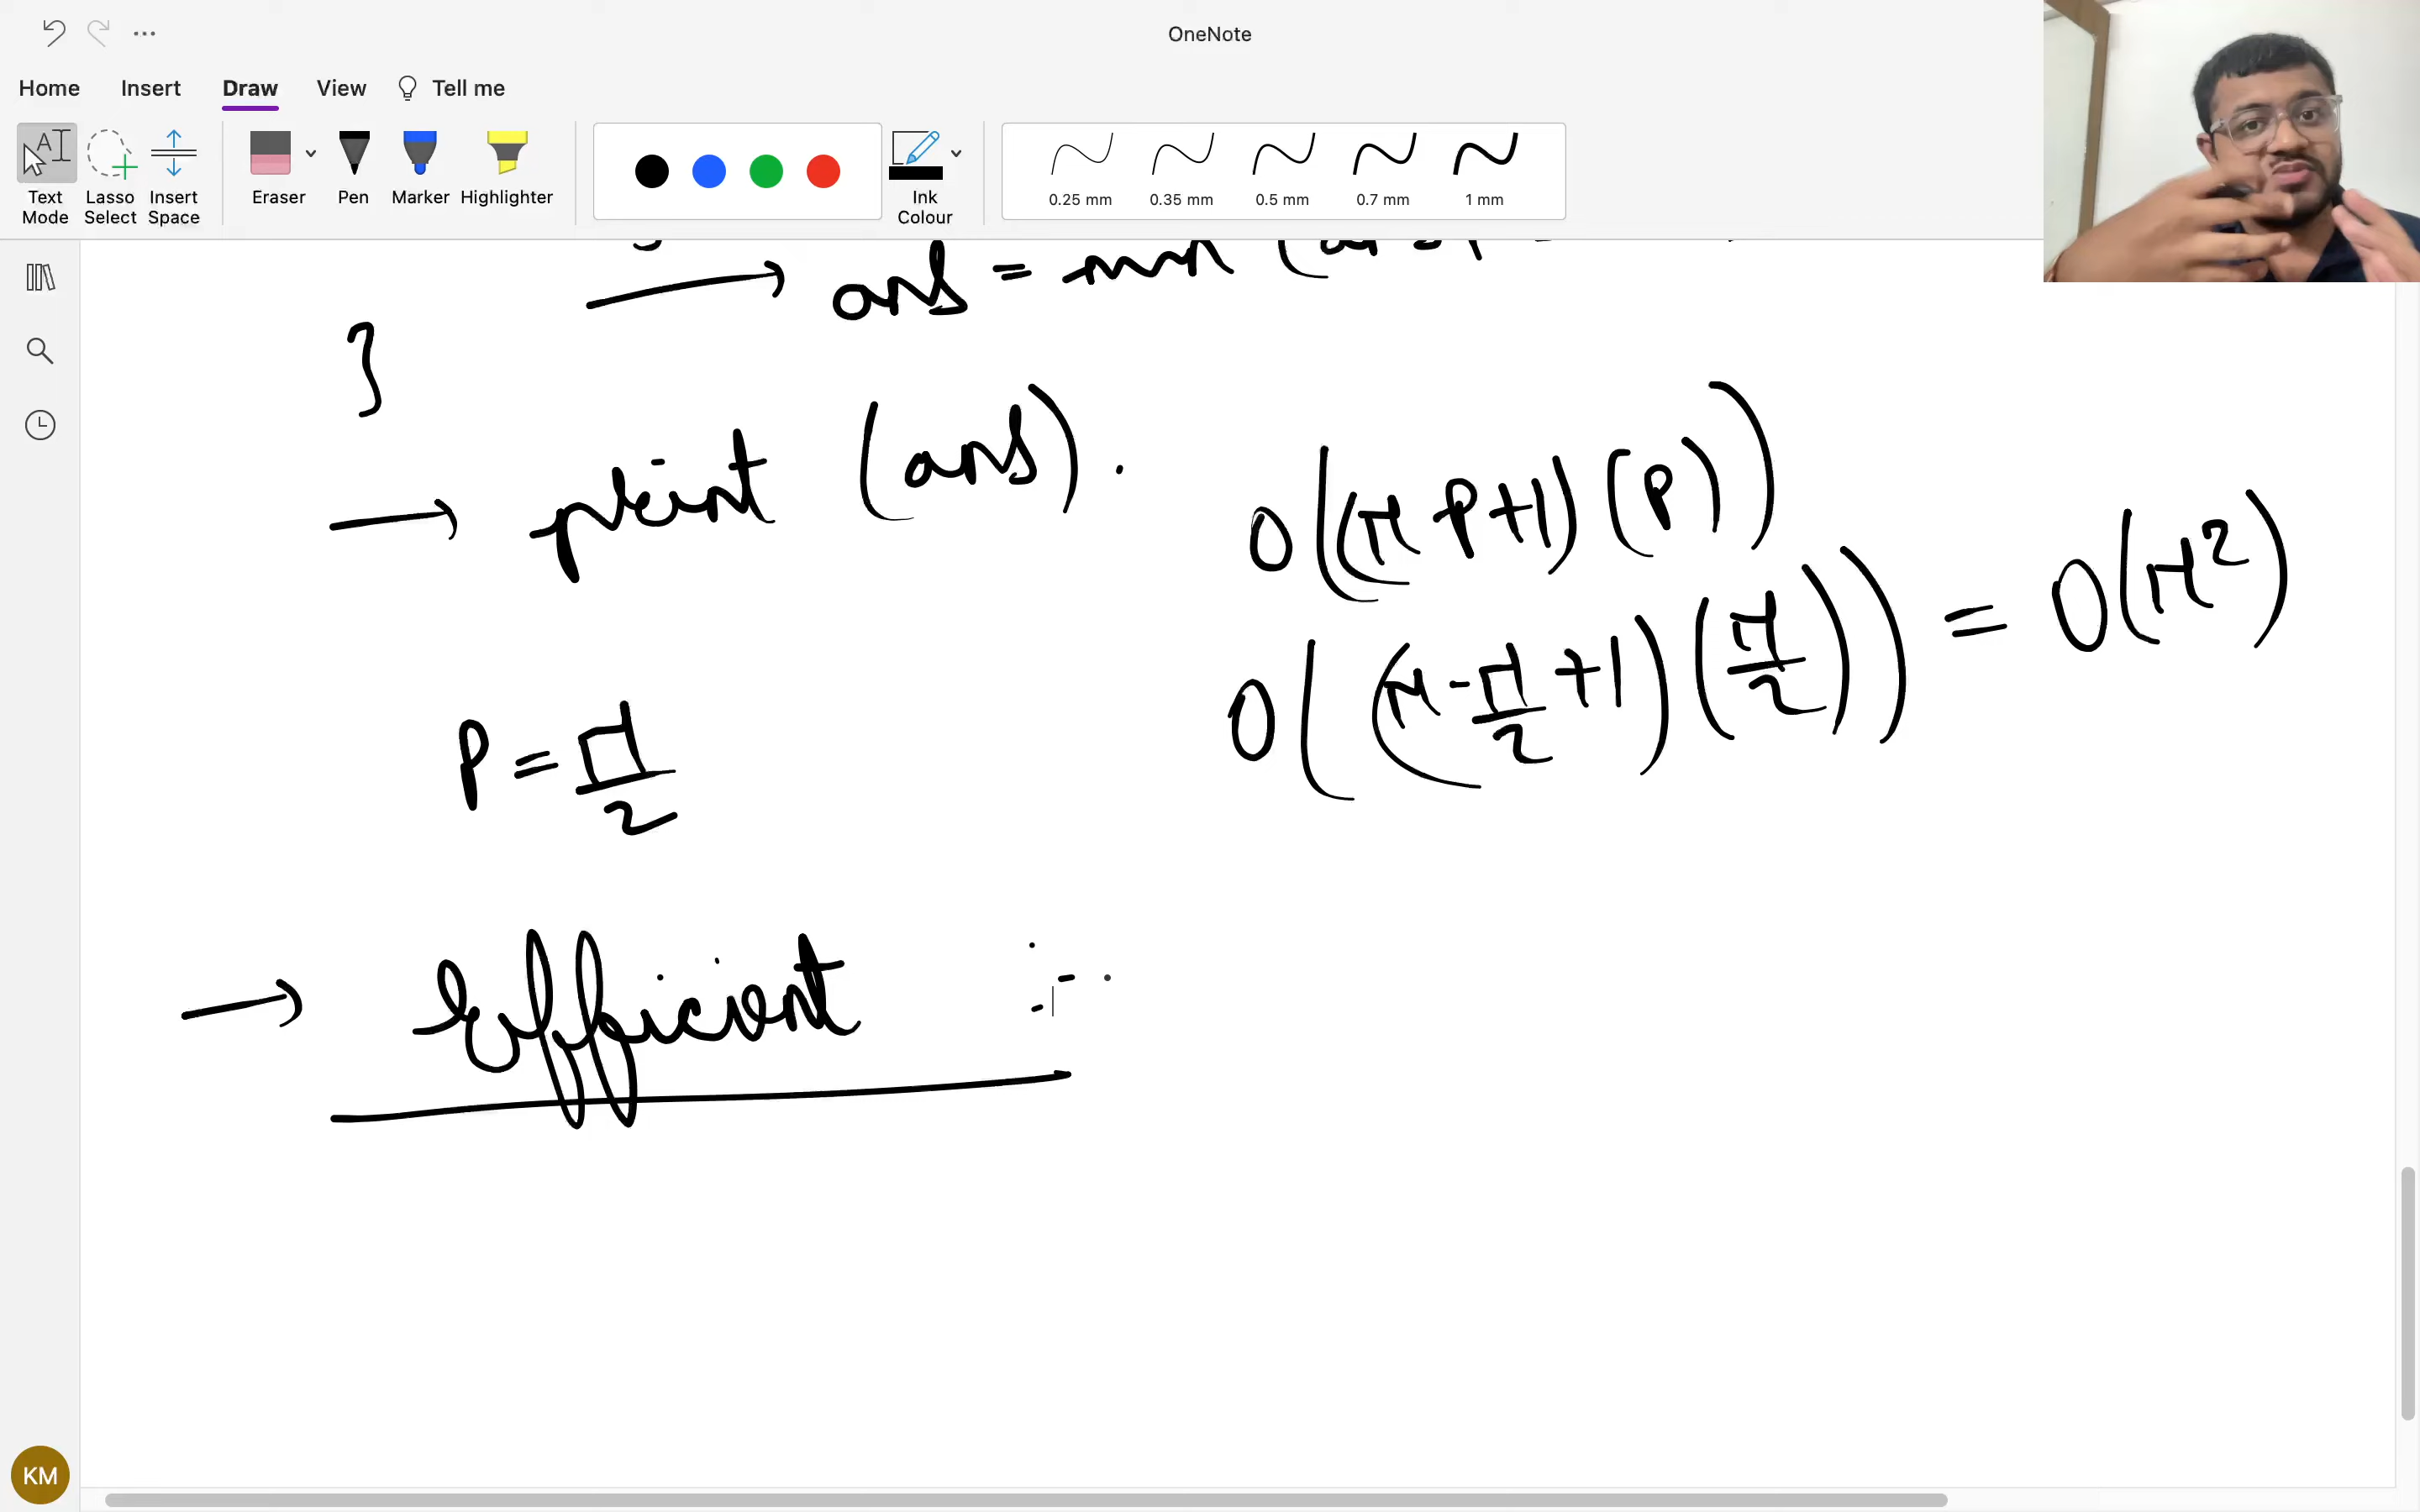 OneNote
Home Insert Draw View Tell me
Text Mode Lasso Select Insert Space Eraser Pen Marker Highlighter Ink Colour 0.25 mm 0.35 mm 0.5 mm 0.7 mm 1 mm
→ ans = min (ans,
}
→ print (ans).
O((n-p+1)(p))
O((n-n/2+1)(n/2)) = O(n²)
p = n/2
→ Efficient :-
KM